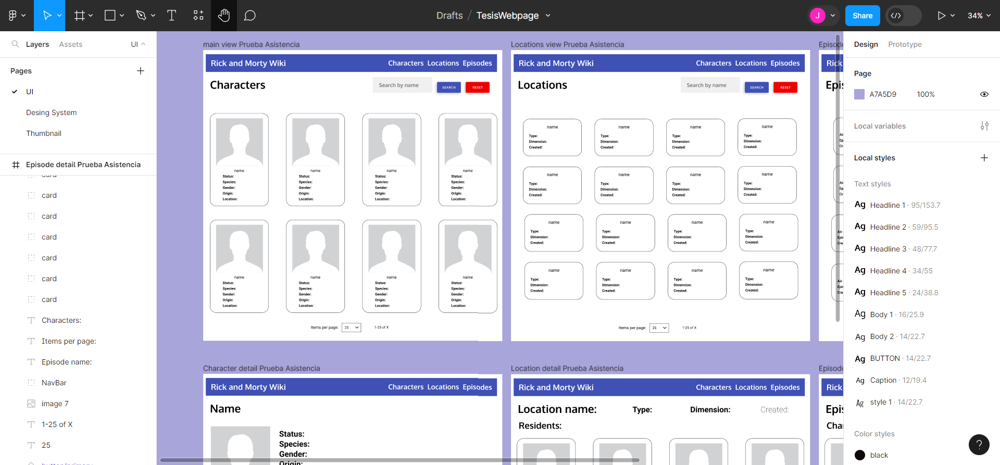 Drafts / TesisWebpage
J
Share
34%
Layers
Assets
UI
Pages
UI
Desing System
Thumbnail
Episode detail Prueba Asistencia
card
card
card
card
card
card
card
Characters:
Items per page:
Episode name:
NavBar
image 7
1-25 of X
25
button/primary
main view Prueba Asistencia
Rick and Morty Wiki
Characters Locations Episodes
Characters
Search by name
SEARCH
RESET
name
Status:
Species:
Gender:
Origin:
Location:
name
Status:
Species:
Gender:
Origin:
Location:
name
Status:
Species:
Gender:
Origin:
Location:
name
Status:
Species:
Gender:
Origin:
Location:
name
Status:
Species:
Gender:
Origin:
Location:
name
Status:
Species:
Gender:
Origin:
Location:
name
Status:
Species:
Gender:
Origin:
Location:
name
Status:
Species:
Gender:
Origin:
Location:
Items per page: 25 1-25 of X
Locations view Prueba Asistencia
Rick and Morty Wiki
Characters Locations Episodes
Locations
Search by name
SEARCH
RESET
name
Type:
Dimension:
Created:
name
Type:
Dimension:
Created:
name
Type:
Dimension:
Created:
name
Type:
Dimension:
Created:
name
Type:
Dimension:
Created:
name
Type:
Dimension:
Created:
name
Type:
Dimension:
Created:
name
Type:
Dimension:
Created:
name
Type:
Dimension:
Created:
name
Type:
Dimension:
Created:
name
Type:
Dimension:
Created:
name
Type:
Dimension:
Created:
name
Type:
Dimension:
Created:
name
Type:
Dimension:
Created:
name
Type:
Dimension:
Created:
name
Type:
Dimension:
Created:
Items per page: 25 1-25 of X
Rick
Character detail Prueba Asistencia
Rick and Morty Wiki
Characters Locations Episodes
Name
Status:
Species:
Gender:
Origin:
Location detail Prueba Asistencia
Rick and Morty Wiki
Characters Locations Episodes
Location name:
Type:
Dimension:
Created:
Residents:
Rick
Design
Prototype
Page
A7A5D9
100%
Local variables
Local styles
Text styles
Ag Headline 1 · 95/153.7
Ag Headline 2 · 59/95.5
Ag Headline 3 · 48/77.7
Ag Headline 4 · 34/55
Ag Headline 5 · 24/38.8
Ag Body 1 · 16/25.9
Ag Body 2 · 14/22.7
Ag BUTTON · 14/22.7
Ag Caption · 12/19.4
Ag style 1 · 14/22.7
Color styles
black
?